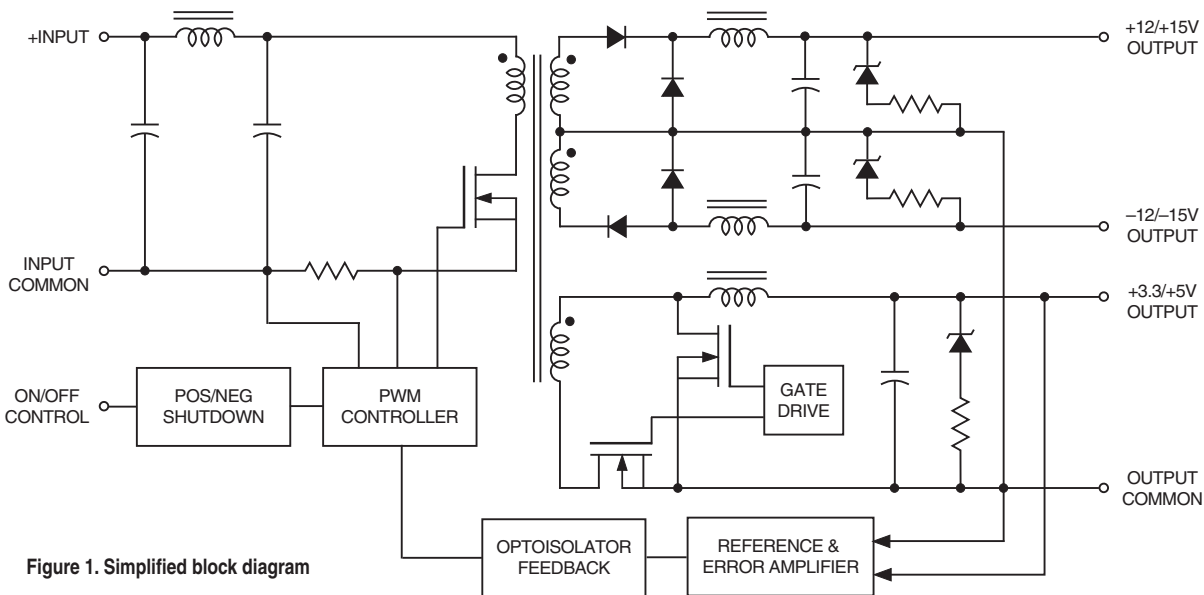 +INPUT
+12/+15V
OUTPUT
–12/–15V
OUTPUT
INPUT
COMMON
+3.3/+5V
OUTPUT
ON/OFF
CONTROL
POS/NEG
SHUTDOWN
PWM
CONTROLLER
GATE
DRIVE
OUTPUT
COMMON
OPTOISOLATOR
FEEDBACK
REFERENCE &
ERROR AMPLIFIER
Figure 1. Simplified block diagram